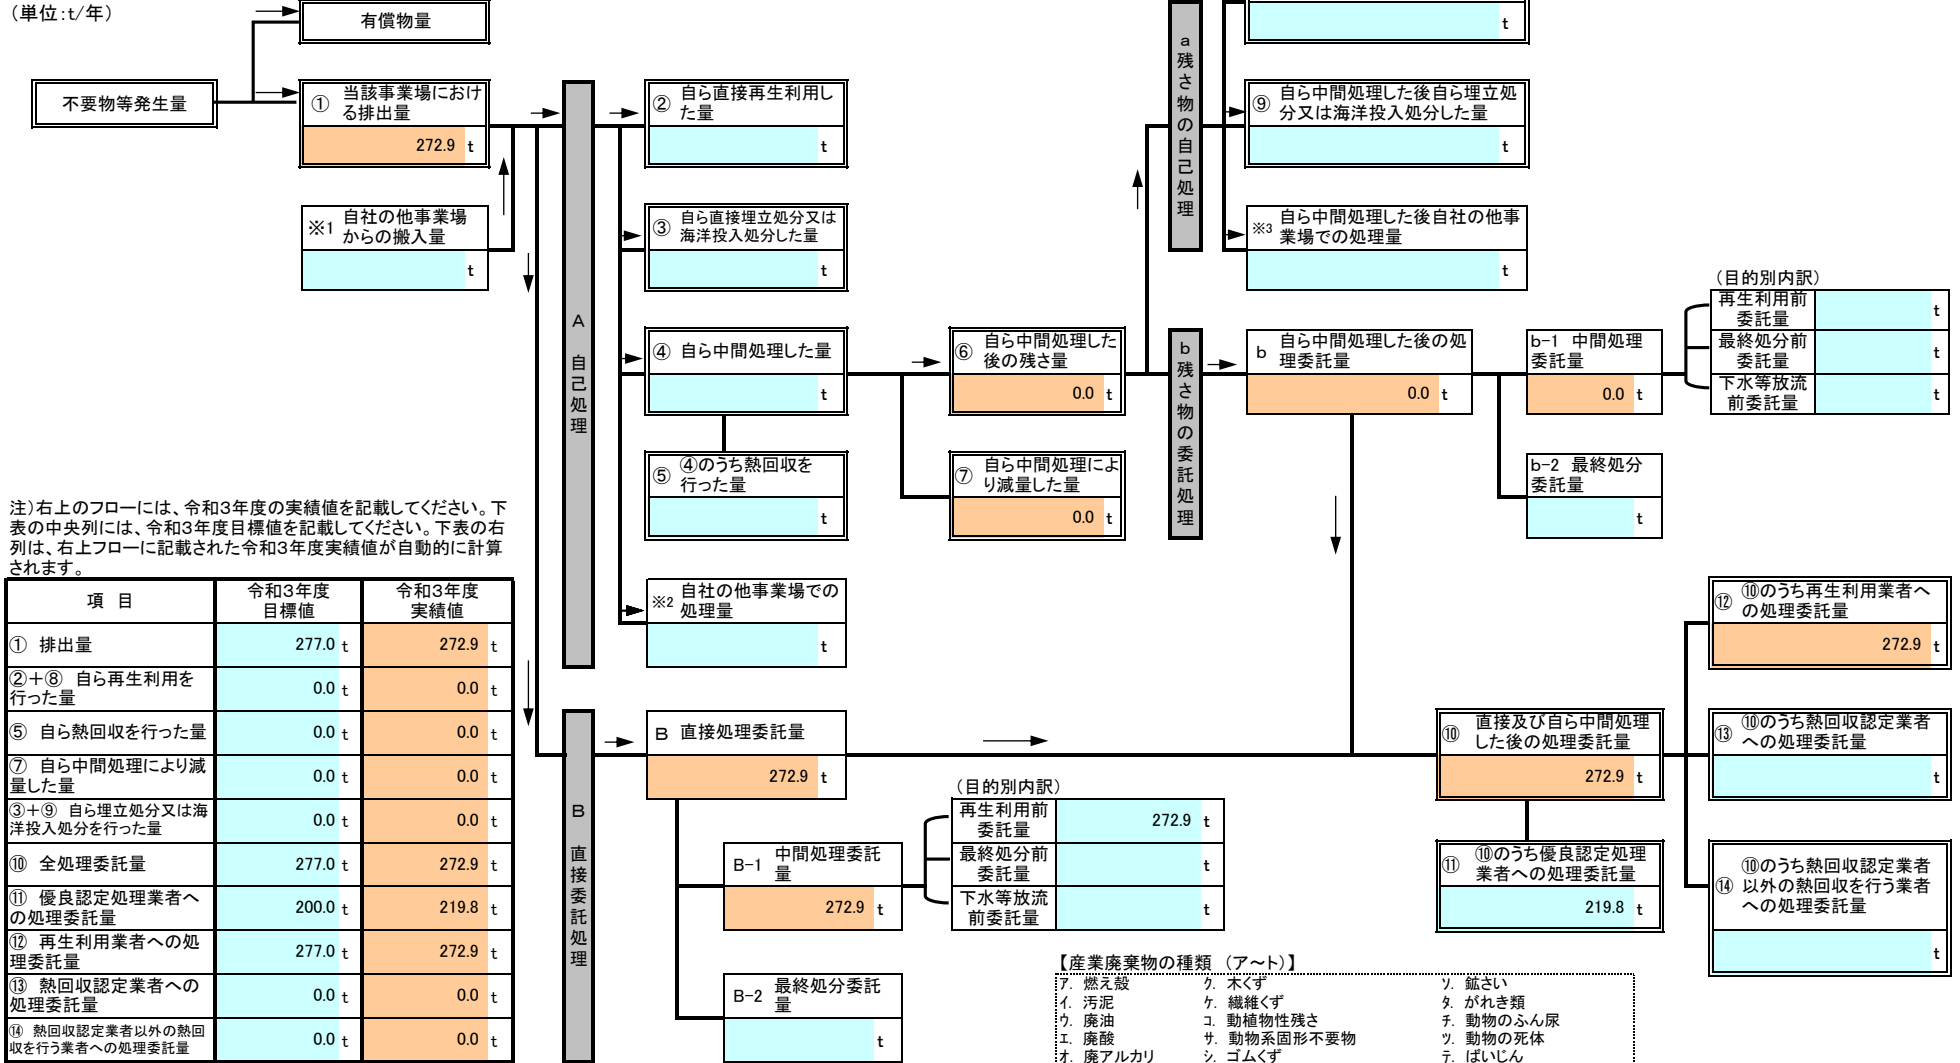 (単位:t/年)
有償物量
不要物等発生量
① 当該事業場におけ
る排出量
272.9 t
※1 自社の他事業場
からの搬入量
t
A 自己処理
② 自ら直接再生利用し
た量
t
③ 自ら直接埋立処分又は
海洋投入処分した量
t
④ 自ら中間処理した量
t
⑤ ④のうち熱回収を
行った量
t
※2 自社の他事業場での
処理量
t
⑥ 自ら中間処理した
後の残さ量
0.0 t
⑦ 自ら中間処理によ
り減量した量
0.0 t
a 残さ物の自己処理
t
⑨ 自ら中間処理した後自ら埋立処
分又は海洋投入処分した量
t
※3 自ら中間処理した後自社の他事
業場での処理量
t
b 残さ物の委託処理
b 自ら中間処理した後の処
理委託量
0.0 t
b-1 中間処理
委託量
0.0 t
b-2 最終処分
委託量
t
(目的別内訳)
再生利用前
委託量
t
最終処分前
委託量
t
下水等放流
前委託量
t
注)右上のフローには、令和3年度の実績値を記載してください。下
表の中央列には、令和3年度目標値を記載してください。下表の右
列は、右上フローに記載された令和3年度実績値が自動的に計算
されます。
項 目 令和3年度 目標値 令和3年度 実績値
① 排出量 277.0 t 272.9 t
②+⑧ 自ら再生利用を
行った量 0.0 t 0.0 t
⑤ 自ら熱回収を行った量 0.0 t 0.0 t
⑦ 自ら中間処理により減
量した量 0.0 t 0.0 t
③+⑨ 自ら埋立処分又は海
洋投入処分を行った量 0.0 t 0.0 t
⑩ 全処理委託量 277.0 t 272.9 t
⑪ 優良認定処理業者へ
の処理委託量 200.0 t 219.8 t
⑫ 再生利用業者への処
理委託量 277.0 t 272.9 t
⑬ 熱回収認定業者への
処理委託量 0.0 t 0.0 t
⑭ 熱回収認定業者以外の熱回
収を行う業者への処理委託量 0.0 t 0.0 t
B 直接委託処理
B 直接処理委託量
272.9 t
B-1 中間処理委託
量
272.9 t
B-2 最終処分委託
量
t
(目的別内訳)
再生利用前
委託量
272.9 t
最終処分前
委託量
t
下水等放流
前委託量
t
⑩ 直接及び自ら中間処理
した後の処理委託量
272.9 t
⑪ ⑩のうち優良認定処理
業者への処理委託量
219.8 t
⑫ ⑩のうち再生利用業者へ
の処理委託量
272.9 t
⑬ ⑩のうち熱回収認定業者
への処理委託量
t
⑭ ⑩のうち熱回収認定業者
以外の熱回収を行う業者
への処理委託量
t
【産業廃棄物の種類 (ア~ト)】
ア. 燃え殻 ク. 木くず ソ. 鉱さい
イ. 汚泥 ケ. 繊維くず タ. がれき類
ウ. 廃油 コ. 動植物性残さ チ. 動物のふん尿
エ. 廃酸 サ. 動物系固形不要物 ツ. 動物の死体
オ. 廃アルカリ シ. ゴムくず テ. ばいじん